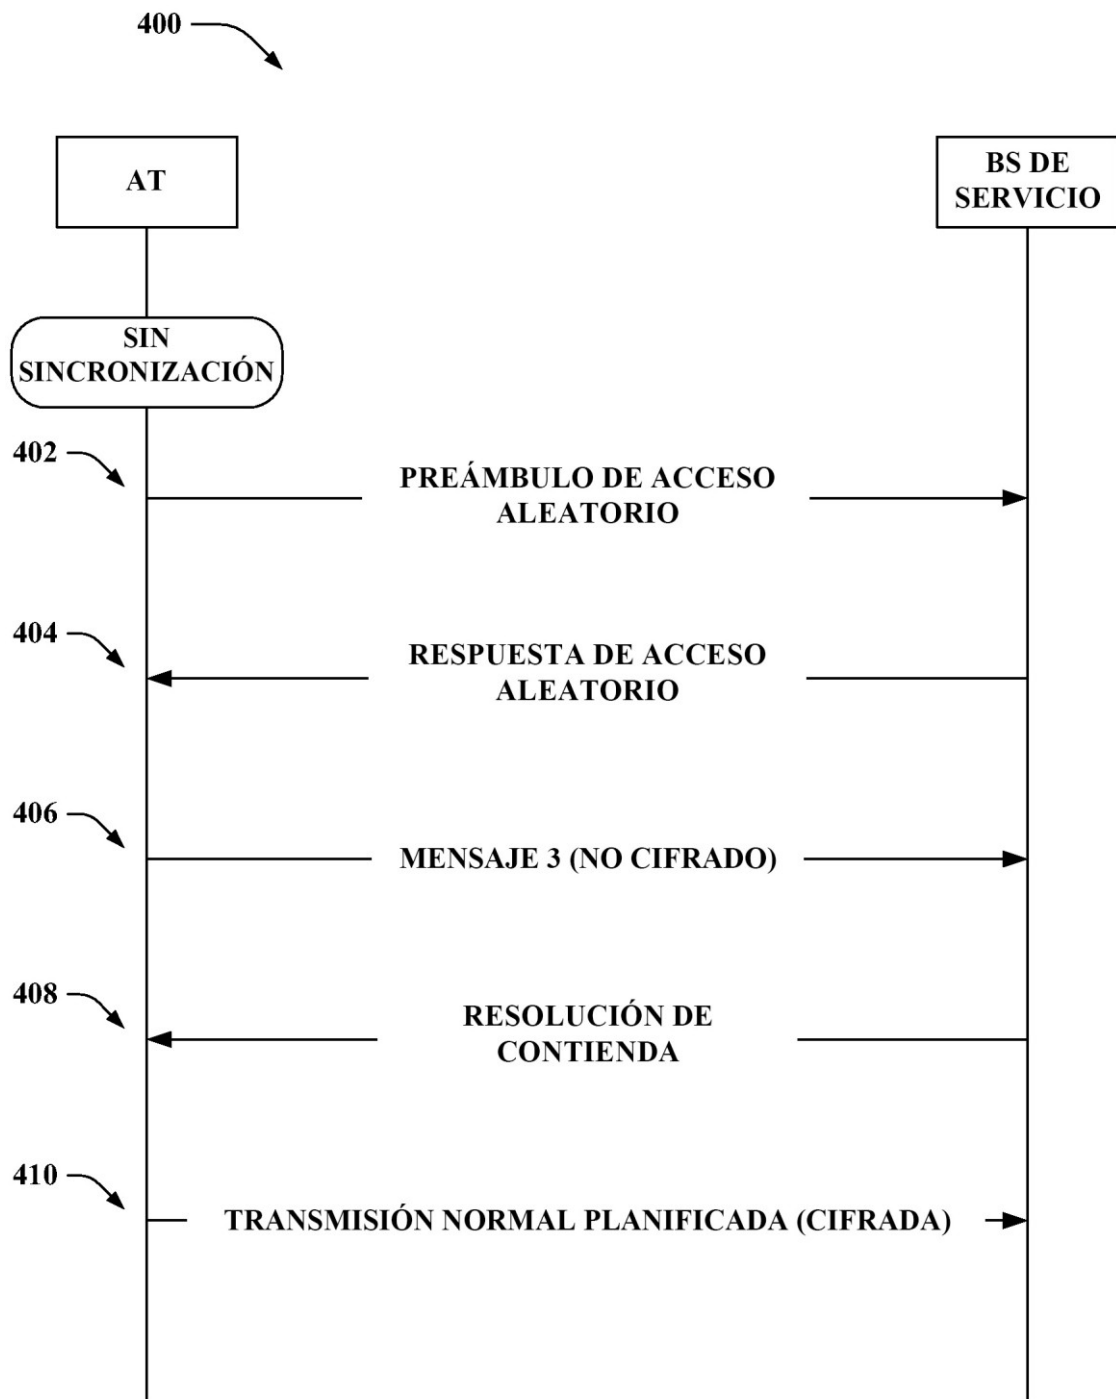 400
AT
BS DE
SERVICIO
SIN
SINCRONIZACIÓN
402
PREÁMBULO DE ACCESO
ALEATORIO
404
RESPUESTA DE ACCESO
ALEATORIO
406
MENSAJE 3 (NO CIFRADO)
408
RESOLUCIÓN DE
CONTIENDA
410
TRANSMISIÓN NORMAL PLANIFICADA (CIFRADA)